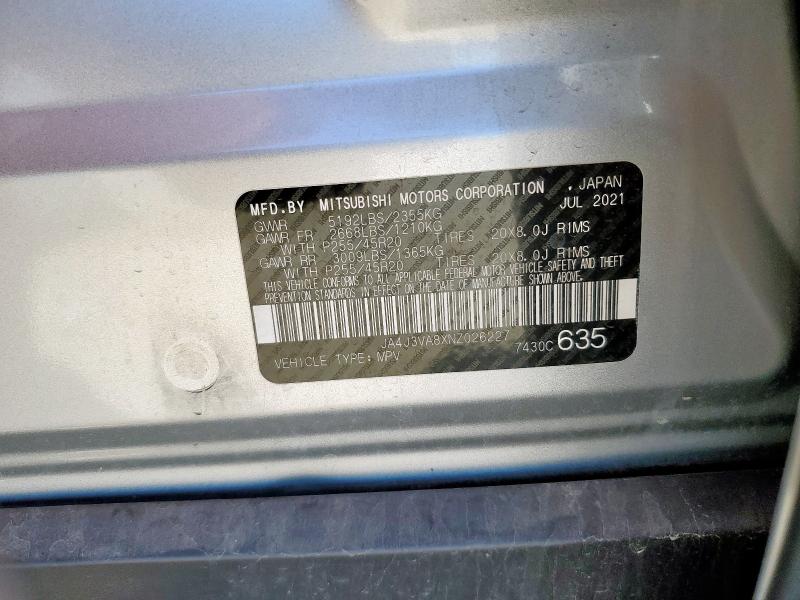 MFD.BY MITSUBISHI MOTORS CORPORATION , JAPAN
GVWR 5192LBS/2355KG JUL 2021
GAWR FR 2668LBS/1210KG
WITH P255/45R20 TIRES 20X8.0J RIMS
GAWR RR 3009LBS/1365KG
WITH P255/45R20 TIRES 20X8.0J RIMS
THIS VEHICLE CONFORMS TO ALL APPLICABLE FEDERAL MOTOR VEHICLE SAFETY AND THEFT
PREVENTION STANDARDS IN EFFECT ON THE DATE OF MANUFACTURE SHOWN ABOVE.
JA4J3VA8XNZ026227
VEHICLE TYPE: MPV 7430C 635